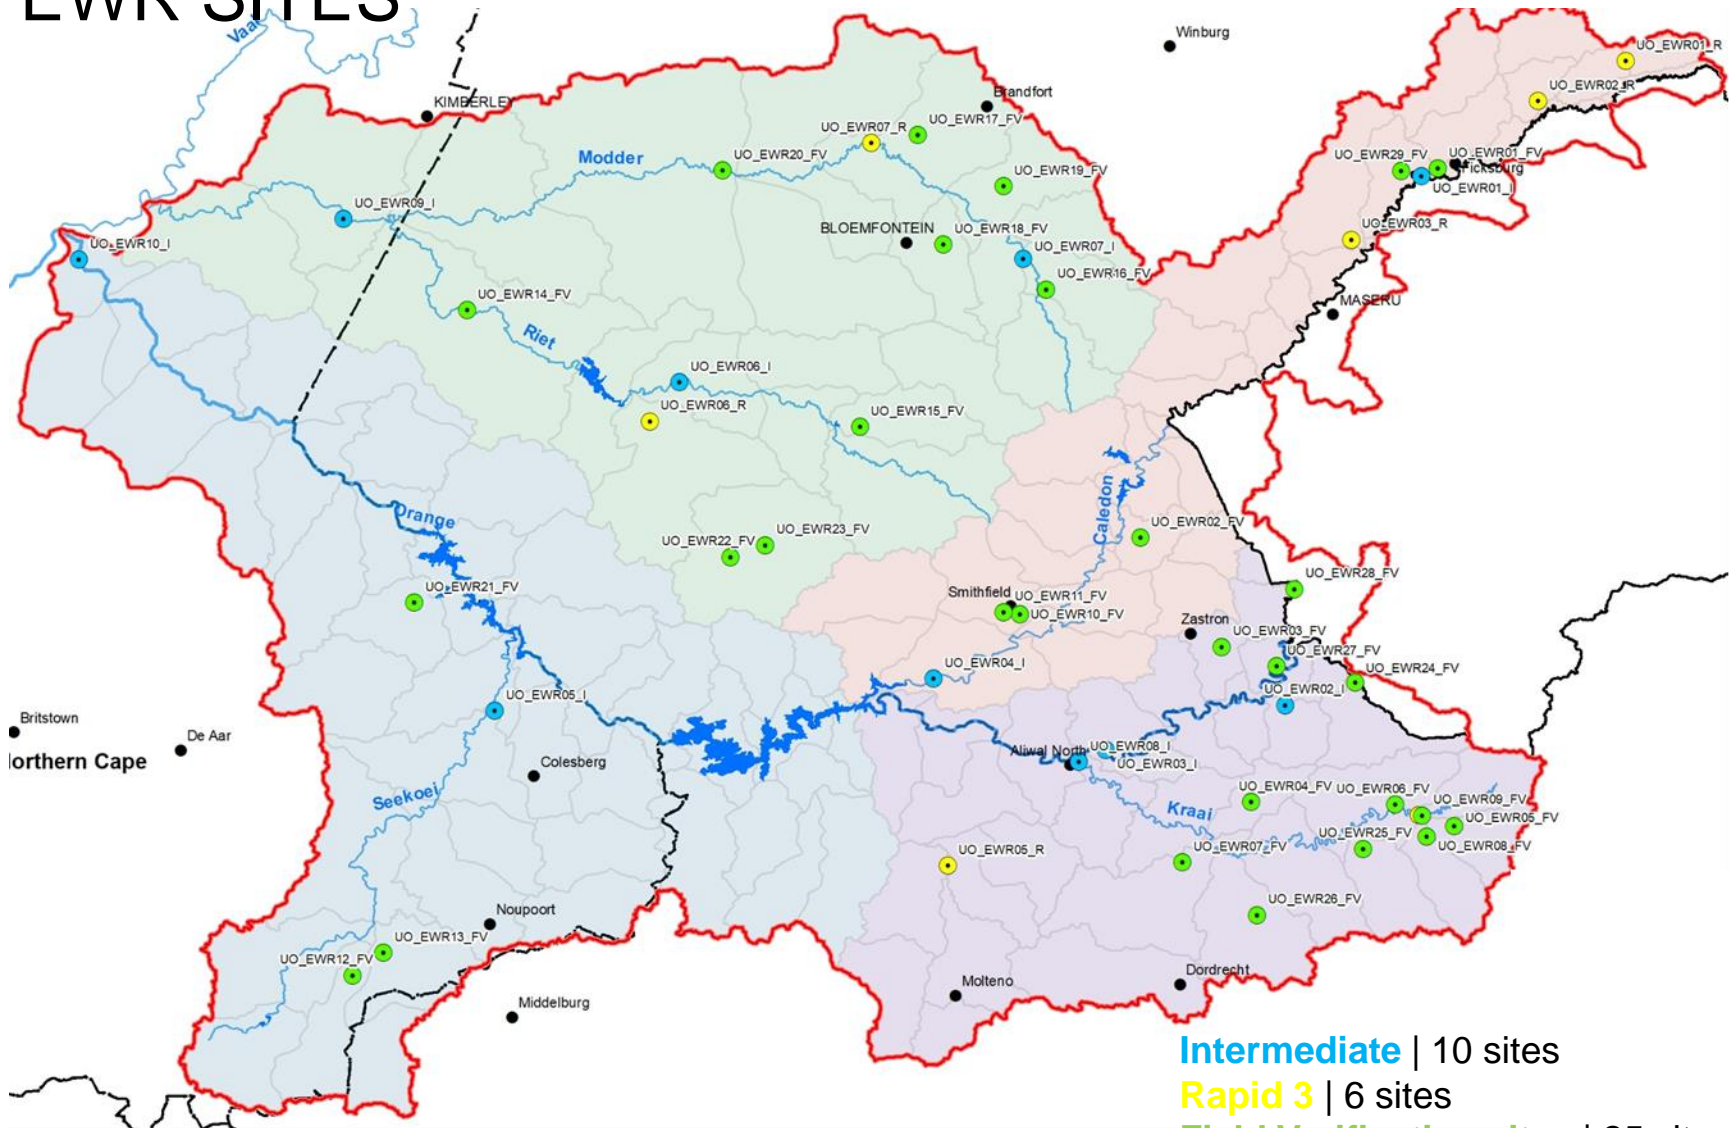 EWR SITES
Vaal
Winburg
UO_EWR01_R
UO_EWR02_R
KIMBERLEY
Brandfort
UO_EWR07_R
UO_EWR17_FV
Modder
UO_EWR20_FV
UO_EWR29_FV
UO_EWR01_FV
Ficksburg
UO_EWR19_FV
UO_EWR01_I
UO_EWR09_I
UO_EWR03_R
BLOEMFONTEIN
UO_EWR18_FV
UO_EWR10_I
UO_EWR07_I
UO_EWR16_FV
UO_EWR14_FV
MASERU
Riet
UO_EWR06_I
UO_EWR06_R
UO_EWR15_FV
Caledon
Orange
UO_EWR02_FV
UO_EWR22_FV
UO_EWR23_FV
UO_EWR28_FV
UO_EWR21_FV
Smithfield
UO_EWR11_FV
UO_EWR10_FV
Zastron
UO_EWR03_FV
UO_EWR27_FV
UO_EWR04_I
UO_EWR24_FV
UO_EWR02_I
UO_EWR05_I
Britstown
De Aar
orthern Cape
Colesberg
Aliwal North
UO_EWR08_I
UO_EWR03_I
Seekoei
UO_EWR04_FV
UO_EWR06_FV
UO_EWR09_FV
Kraai
UO_EWR05_FV
UO_EWR25_FV
UO_EWR08_FV
UO_EWR05_R
UO_EWR07_FV
UO_EWR26_FV
Noupoort
UO_EWR13_FV
UO_EWR12_FV
Molteno
Dordrecht
Middelburg
Intermediate | 10 sites
Rapid 3 | 6 sites